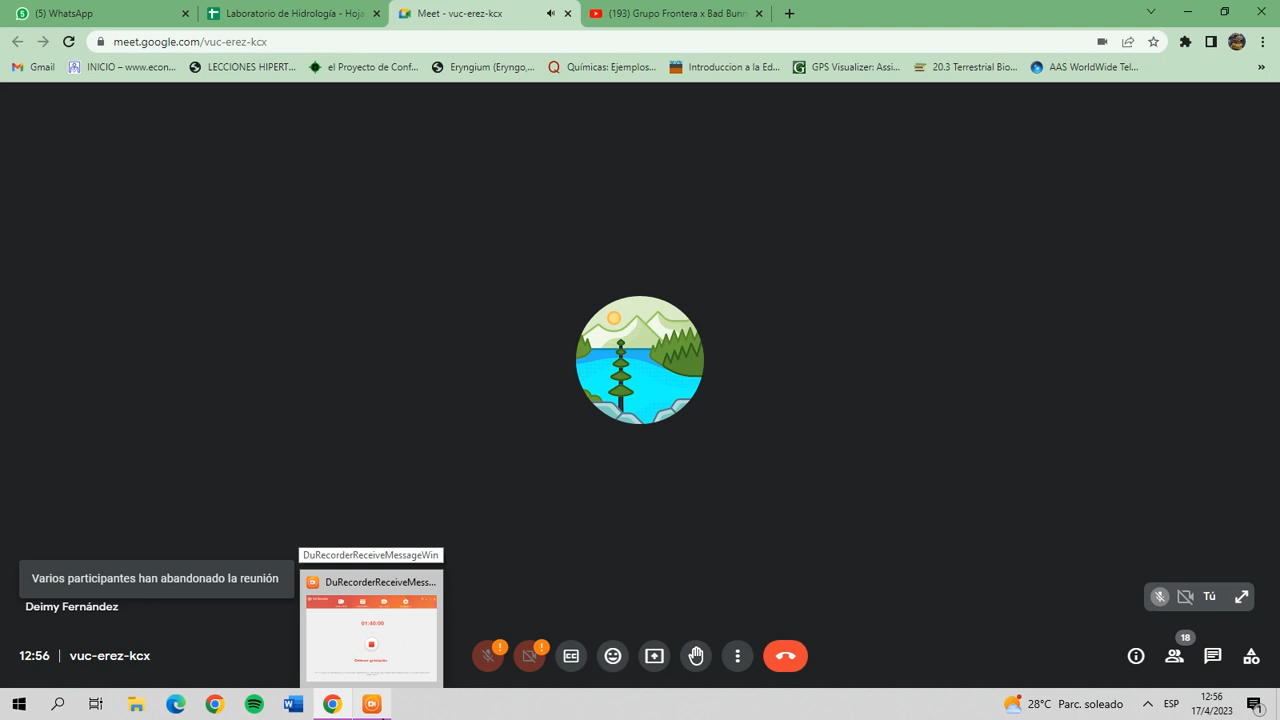 (5) WhatsApp
Laboratorio de Hidrología - Hoja
Meet - vuc-erez-kcx
(193) Grupo Frontera x Bad Bunn
meet.google.com/vuc-erez-kcx
Gmail
INICIO – www.econ...
LECCIONES HIPERT...
el Proyecto de Conf...
Eryngium (Eryngo,...
Químicas: Ejemplos...
Introduccion a la Ed...
GPS Visualizer: Assi...
20.3 Terrestrial Bio...
AAS WorldWide Tel...
»
DuRecorderReceiveMessageWin
Varios participantes han abandonado la reunión
DuRecorderReceiveMess...
01:40:00
Detener grabación
Deimy Fernández
Tú
12:56 | vuc-erez-kcx
18
28°C Parc. soleado
ESP
12:56
17/4/2023
1